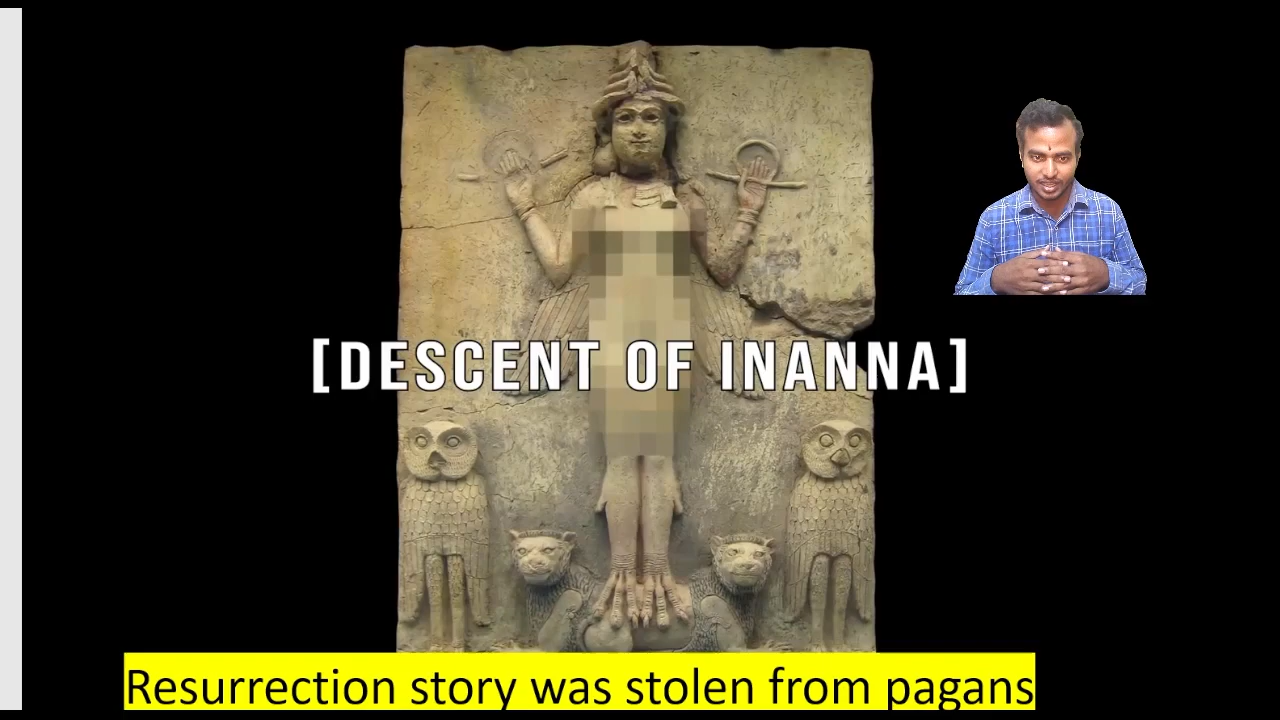 [DESCENT OF INANNA]
Resurrection story was stolen from pagans